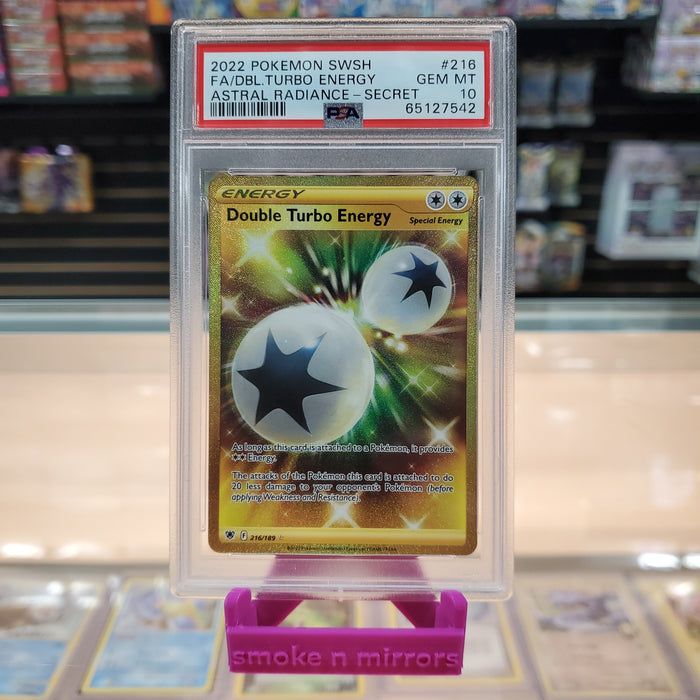 2022 POKEMON SWSH #216
FA/DBL.TURBO ENERGY GEM MT
ASTRAL RADIANCE-SECRET 10
65127542
PSA
ENERGY
Double Turbo Energy
Special Energy
As long as this card is attached to a Pokémon, it provides
Energy.
The attacks of the Pokémon this card is attached to do
20 less damage to your opponent's Pokémon (before
applying Weakness and Resistance).
F 216/189
smoke n mirrors